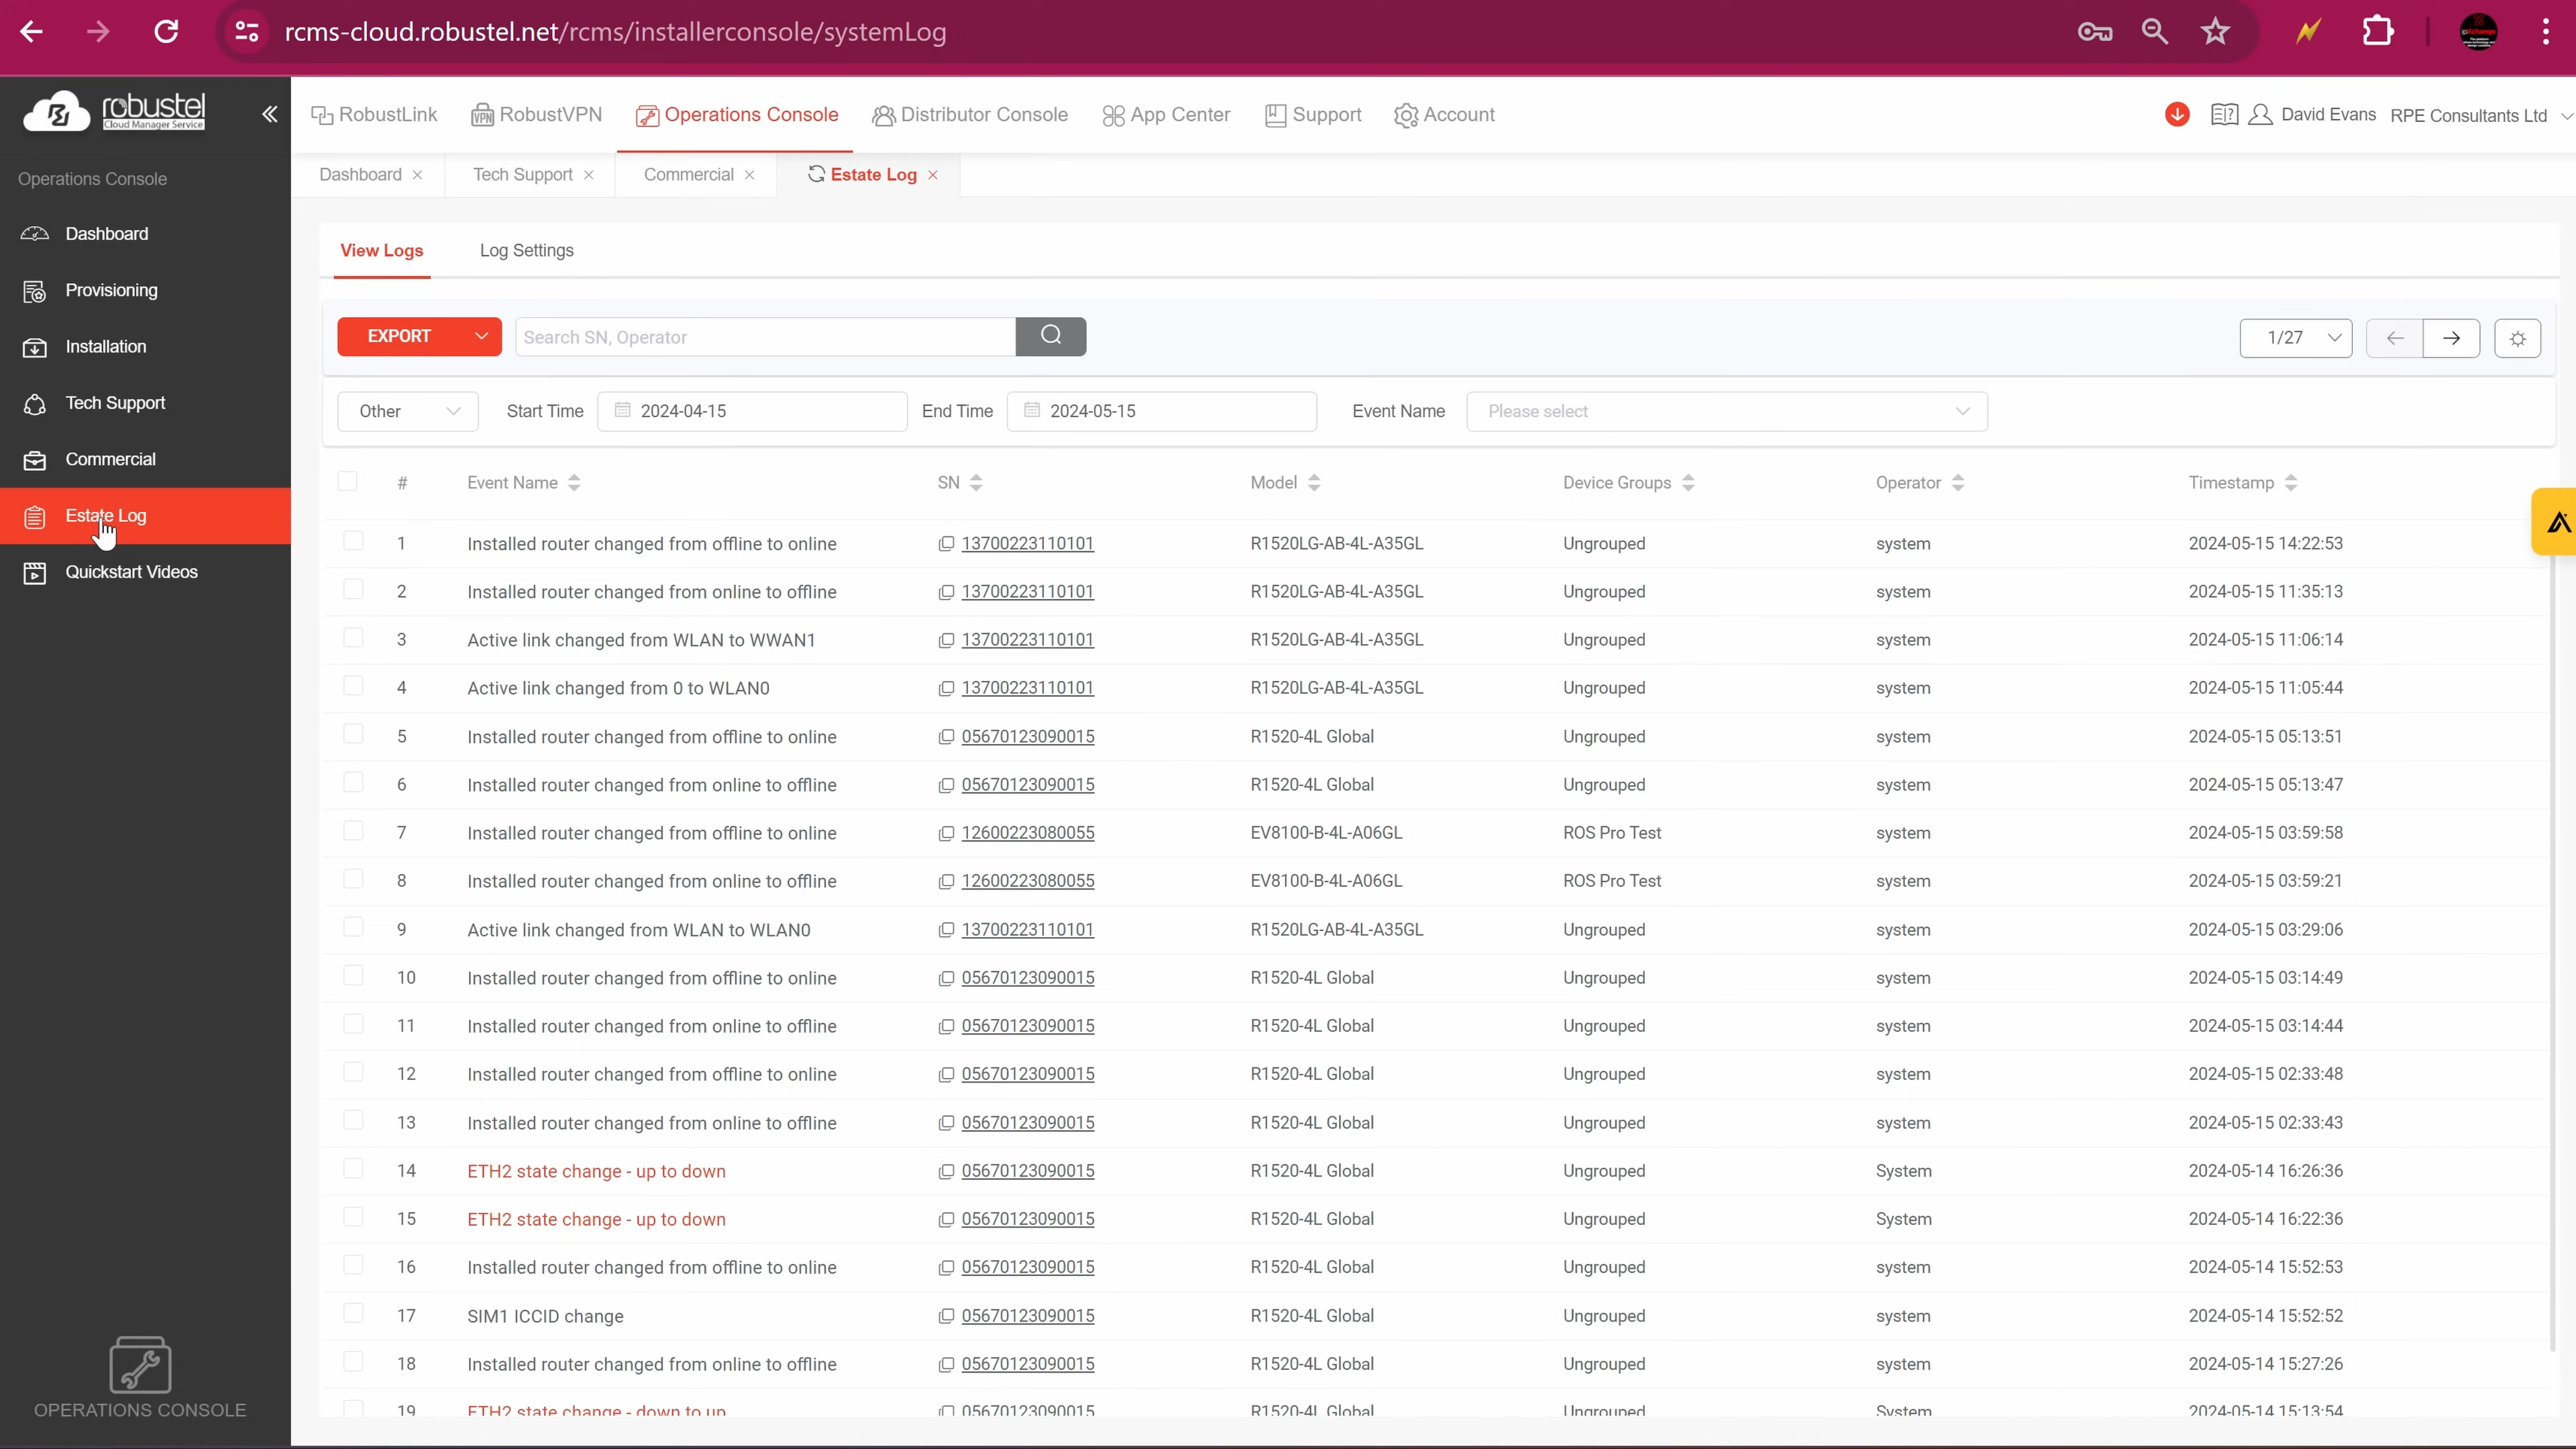 rcms-cloud.robustel.net/rcms/installerconsole/systemLog
robustel
Cloud Manager Service
RobustLink RobustVPN Operations Console Distributor Console App Center Support Account David Evans RPE Consultants Ltd
Operations Console
Dashboard
Provisioning
Installation
Tech Support
Commercial
Estate Log
Quickstart Videos
OPERATIONS CONSOLE
Dashboard × Tech Support × Commercial × Estate Log ×
View Logs Log Settings
EXPORT Search SN, Operator 1/27
Other Start Time 2024-04-15 End Time 2024-05-15 Event Name Please select
# Event Name SN Model Device Groups Operator Timestamp
1 Installed router changed from offline to online 13700223110101 R1520LG-AB-4L-A35GL Ungrouped system 2024-05-15 14:22:53
2 Installed router changed from online to offline 13700223110101 R1520LG-AB-4L-A35GL Ungrouped system 2024-05-15 11:35:13
3 Active link changed from WLAN to WWAN1 13700223110101 R1520LG-AB-4L-A35GL Ungrouped system 2024-05-15 11:06:14
4 Active link changed from 0 to WLAN0 13700223110101 R1520LG-AB-4L-A35GL Ungrouped system 2024-05-15 11:05:44
5 Installed router changed from offline to online 05670123090015 R1520-4L Global Ungrouped system 2024-05-15 05:13:51
6 Installed router changed from online to offline 05670123090015 R1520-4L Global Ungrouped system 2024-05-15 05:13:47
7 Installed router changed from offline to online 12600223080055 EV8100-B-4L-A06GL ROS Pro Test system 2024-05-15 03:59:58
8 Installed router changed from online to offline 12600223080055 EV8100-B-4L-A06GL ROS Pro Test system 2024-05-15 03:59:21
9 Active link changed from WLAN to WLAN0 13700223110101 R1520LG-AB-4L-A35GL Ungrouped system 2024-05-15 03:29:06
10 Installed router changed from offline to online 05670123090015 R1520-4L Global Ungrouped system 2024-05-15 03:14:49
11 Installed router changed from online to offline 05670123090015 R1520-4L Global Ungrouped system 2024-05-15 03:14:44
12 Installed router changed from offline to online 05670123090015 R1520-4L Global Ungrouped system 2024-05-15 02:33:48
13 Installed router changed from online to offline 05670123090015 R1520-4L Global Ungrouped system 2024-05-15 02:33:43
14 ETH2 state change - up to down 05670123090015 R1520-4L Global Ungrouped System 2024-05-14 16:26:36
15 ETH2 state change - up to down 05670123090015 R1520-4L Global Ungrouped System 2024-05-14 16:22:36
16 Installed router changed from offline to online 05670123090015 R1520-4L Global Ungrouped system 2024-05-14 15:52:53
17 SIM1 ICCID change 05670123090015 R1520-4L Global Ungrouped system 2024-05-14 15:52:52
18 Installed router changed from online to offline 05670123090015 R1520-4L Global Ungrouped system 2024-05-14 15:27:26
19 ETH2 state change - down to up 05670123090015 R1520-4L Global Ungrouped System 2024-05-14 15:13:54